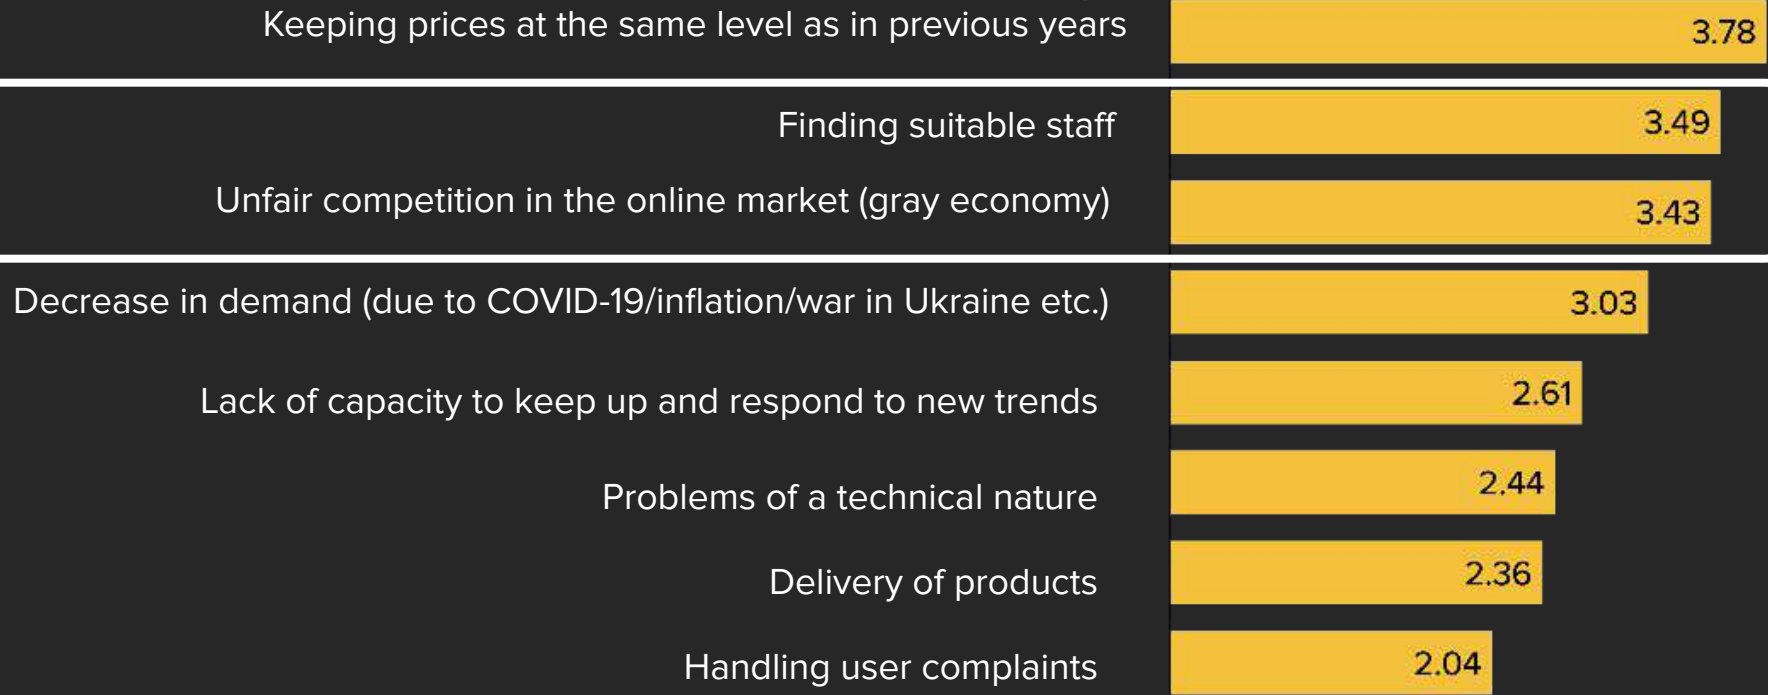 Keeping prices at the same level as in previous years 3.78
Finding suitable staff 3.49
Unfair competition in the online market (gray economy) 3.43
Decrease in demand (due to COVID-19/inflation/war in Ukraine etc.) 3.03
Lack of capacity to keep up and respond to new trends 2.61
Problems of a technical nature 2.44
Delivery of products 2.36
Handling user complaints 2.04